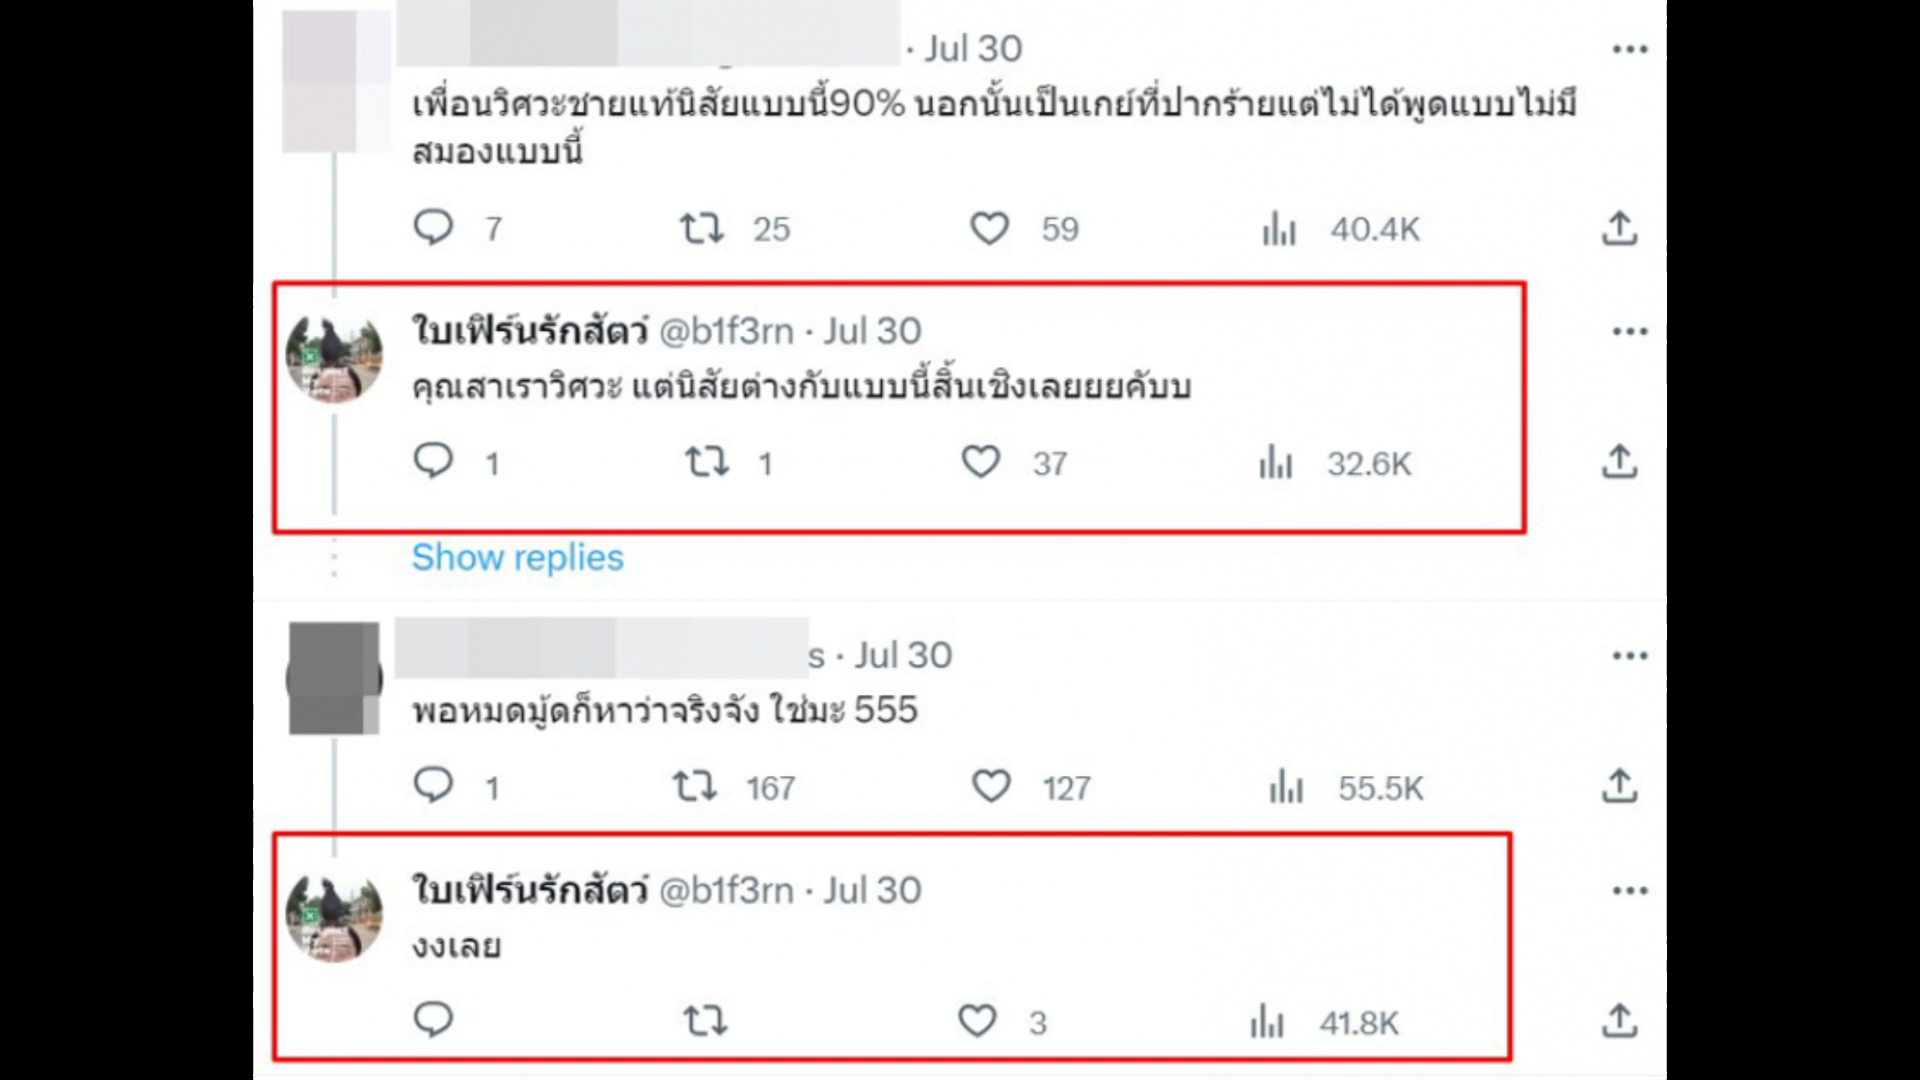 · Jul 30
เพื่อนวิศวะชายแท้นิสัยแบบนี้90% นอกนั้นเป็นเกย์ที่ปากร้ายแต่ไม่ได้พูดแบบไม่มี
สมองแบบนี้
7 25 59 40.4K
ใบเฟิร์นรักสัตว์ @b1f3rn · Jul 30
คุณสาเราวิศวะ แต่นิสัยต่างกับแบบนี้สิ้นเชิงเลยยยคับบ
1 1 37 32.6K
Show replies
s · Jul 30
พอหมดมู้ดก็หาว่าจริงจัง ใช่มะ 555
1 167 127 55.5K
ใบเฟิร์นรักสัตว์ @b1f3rn · Jul 30
งงเลย
3 41.8K